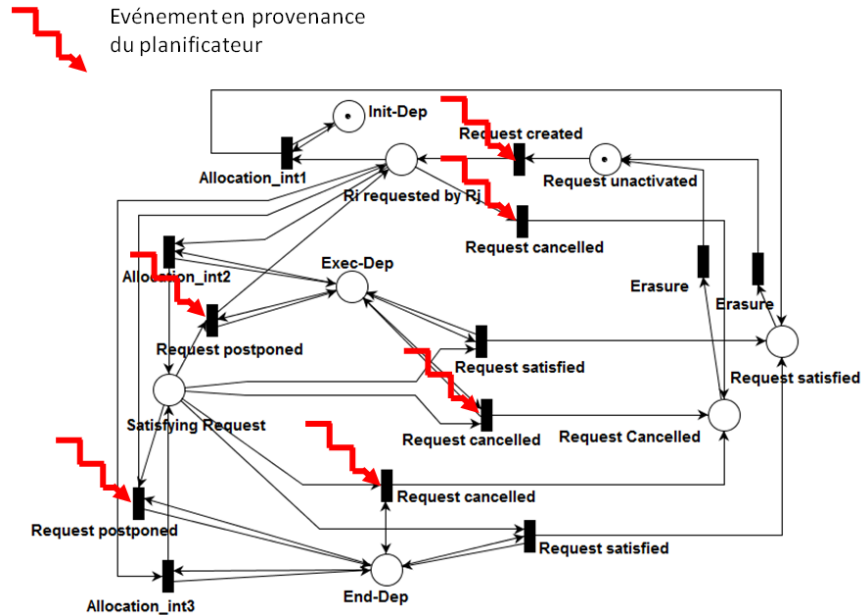 Evénement en provenance
du planificateur
Init-Dep
Request created
Allocation_int1
Ri requested by Rj
Request unactivated
Request cancelled
Allocation_int2
Exec-Dep
Erasure
Erasure
Request postponed
Request satisfied
Request satisfied
Satisfying Request
Request cancelled
Request Cancelled
Request cancelled
Request postponed
Request satisfied
Allocation_int3
End-Dep